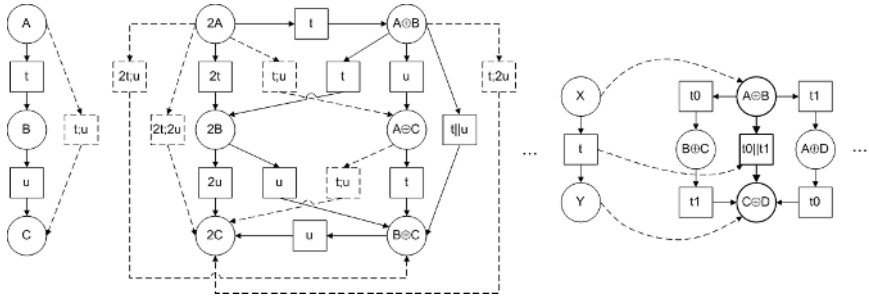 A 2A t A⊕B
t 2t;u 2t t;u t u t;2u X t0 A⊕B t1
B 2t;2u 2B A⊕C t||u ... t B⊕C t0||t1 A⊕D ...
t;u
u 2u u t;u t Y t1 C⊕D t0
C 2C u B⊕C